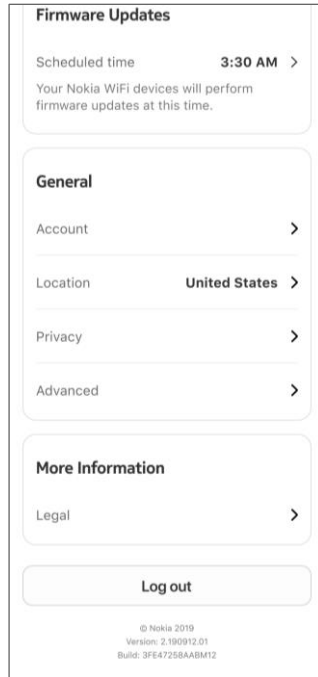 Firmware Updates
Scheduled time 3:30 AM >
Your Nokia WiFi devices will perform
firmware updates at this time.
General
Account >
Location United States >
Privacy >
Advanced >
More Information
Legal >
Log out
© Nokia 2019
Version: 2.190912.01
Build: 3FE47258AABM12